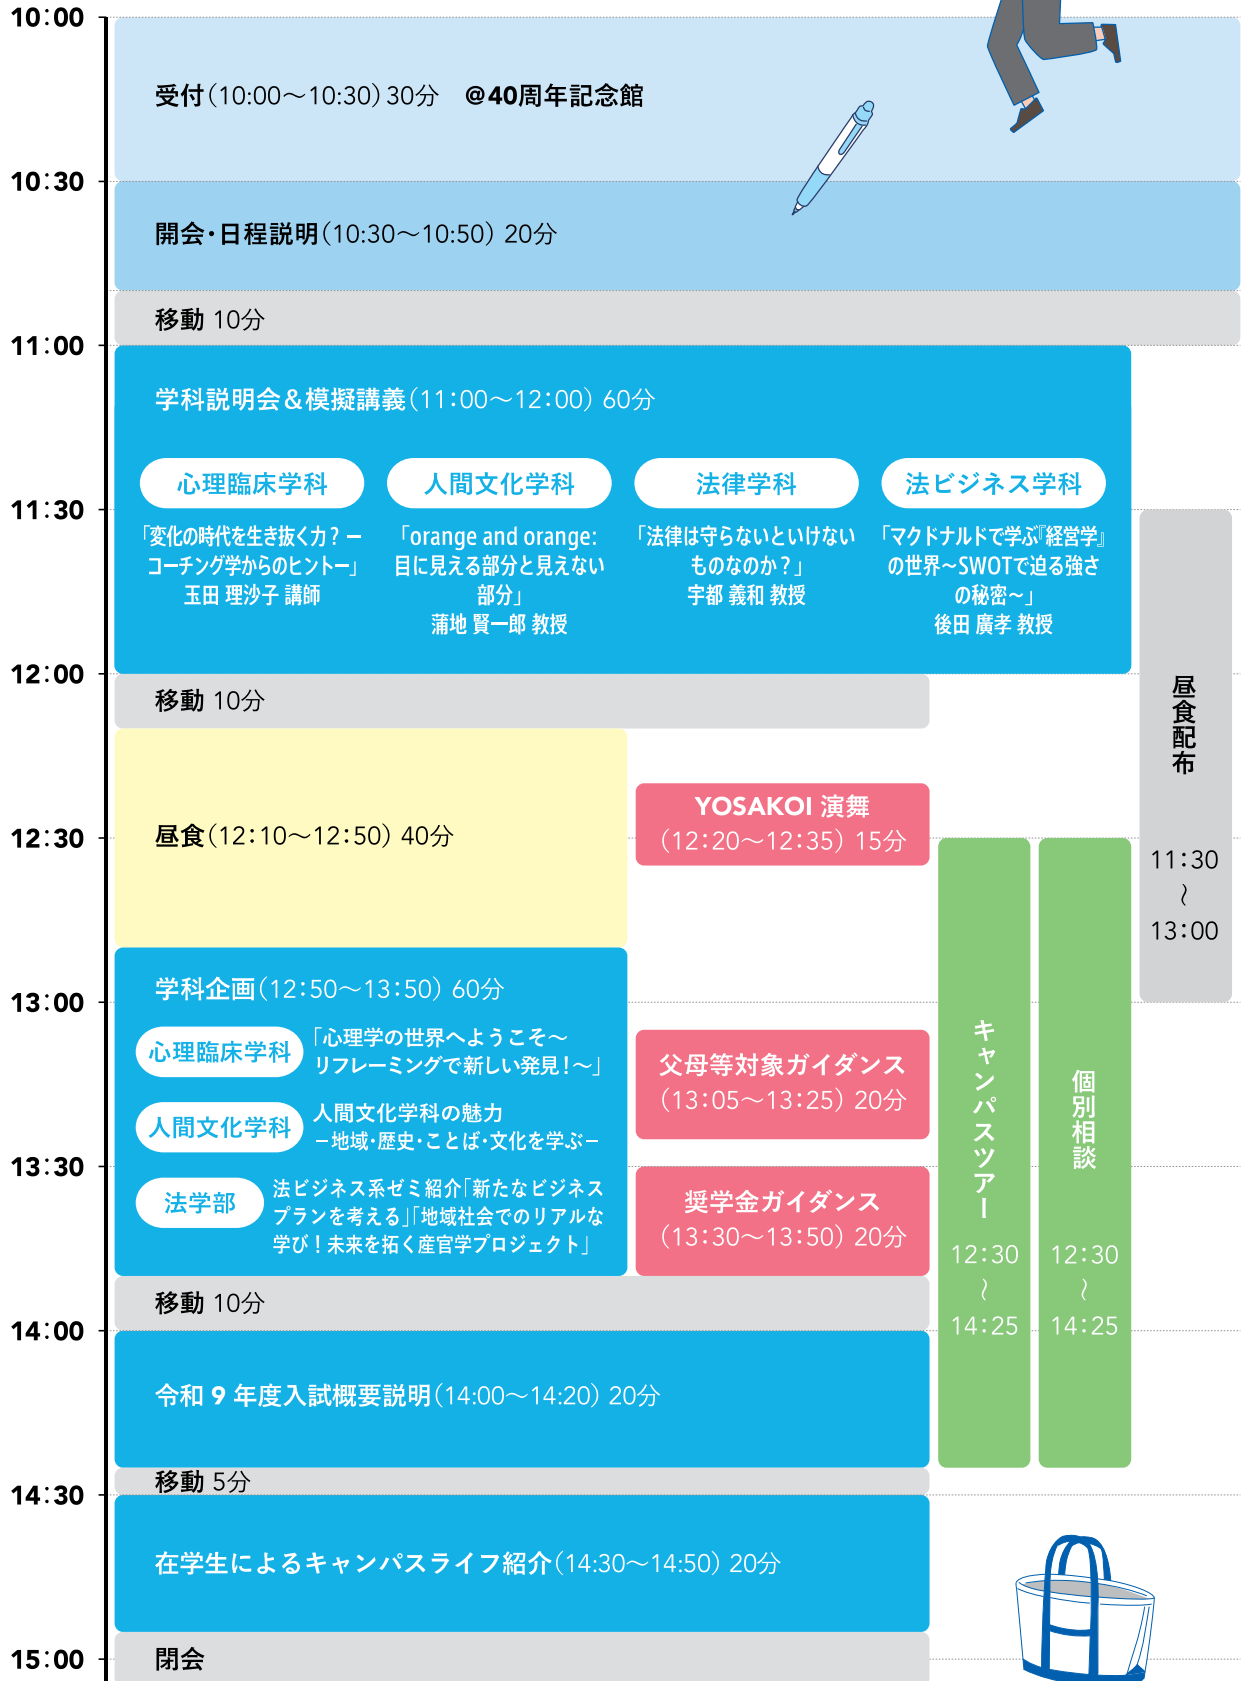 10:00
受付(10:00〜10:30)30分　@40周年記念館
10:30
開会・日程説明(10:30〜10:50)20分
移動 10分
11:00
学科説明会&模擬講義(11:00〜12:00)60分
心理臨床学科
「変化の時代を生き抜く力？ー
コーチング学からのヒントー」
玉田 理沙子 講師
人間文化学科
「orange and orange:
目に見える部分と見えない
部分」
蒲地 賢一郎 教授
法律学科
「法律は守らないといけない
ものなのか？」
宇都 義和 教授
法ビジネス学科
「マクドナルドで学ぶ『経営学』
の世界〜SWOTで迫る強さ
の秘密〜」
後田 廣孝 教授
11:30
昼食配布
11:30
〜
13:00
12:00
移動 10分
昼食(12:10〜12:50)40分
YOSAKOI 演舞
(12:20〜12:35)15分
12:30
学科企画(12:50〜13:50)60分
13:00
心理臨床学科
「心理学の世界へようこそ〜
リフレーミングで新しい発見！〜」
人間文化学科
人間文化学科の魅力
−地域・歴史・ことば・文化を学ぶ−
13:30
法学部
法ビジネス系ゼミ紹介「新たなビジネス
プランを考える」「地域社会でのリアルな
学び！未来を拓く産官学プロジェクト」
父母等対象ガイダンス
(13:05〜13:25)20分
奨学金ガイダンス
(13:30〜13:50)20分
キャンパスツアー
12:30
〜
14:25
個別相談
12:30
〜
14:25
移動 10分
14:00
令和 9 年度入試概要説明(14:00〜14:20)20分
移動 5分
14:30
在学生によるキャンパスライフ紹介(14:30〜14:50)20分
15:00
閉会